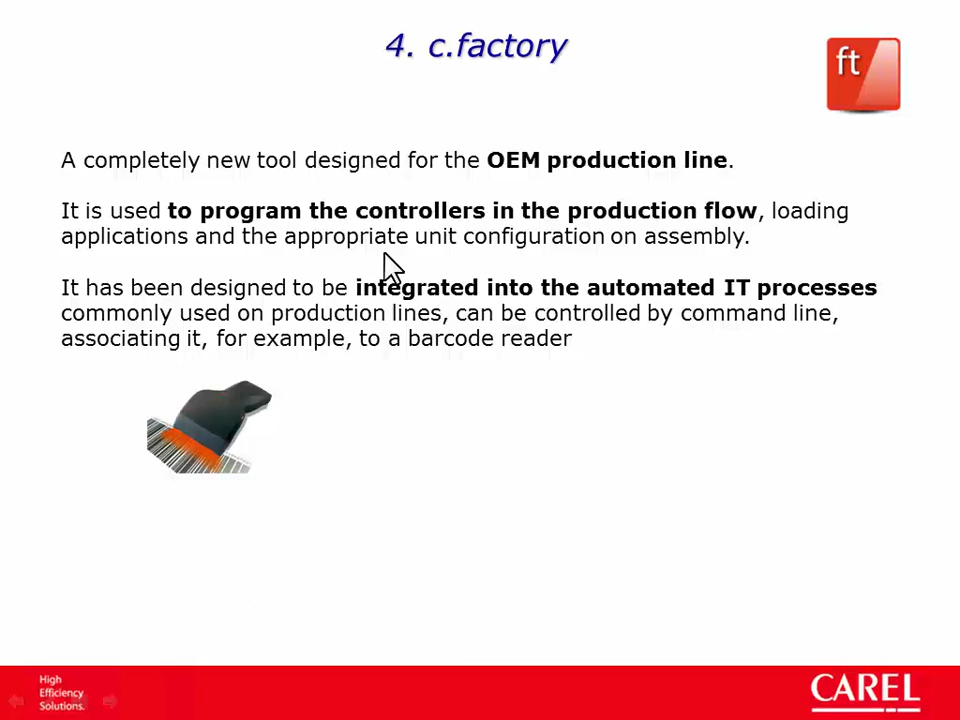 4. c.factory
ft
A completely new tool designed for the OEM production line.
It is used to program the controllers in the production flow, loading
applications and the appropriate unit configuration on assembly.
It has been designed to be integrated into the automated IT processes
commonly used on production lines, can be controlled by command line,
associating it, for example, to a barcode reader
High
Efficiency
Solutions.
CAREL